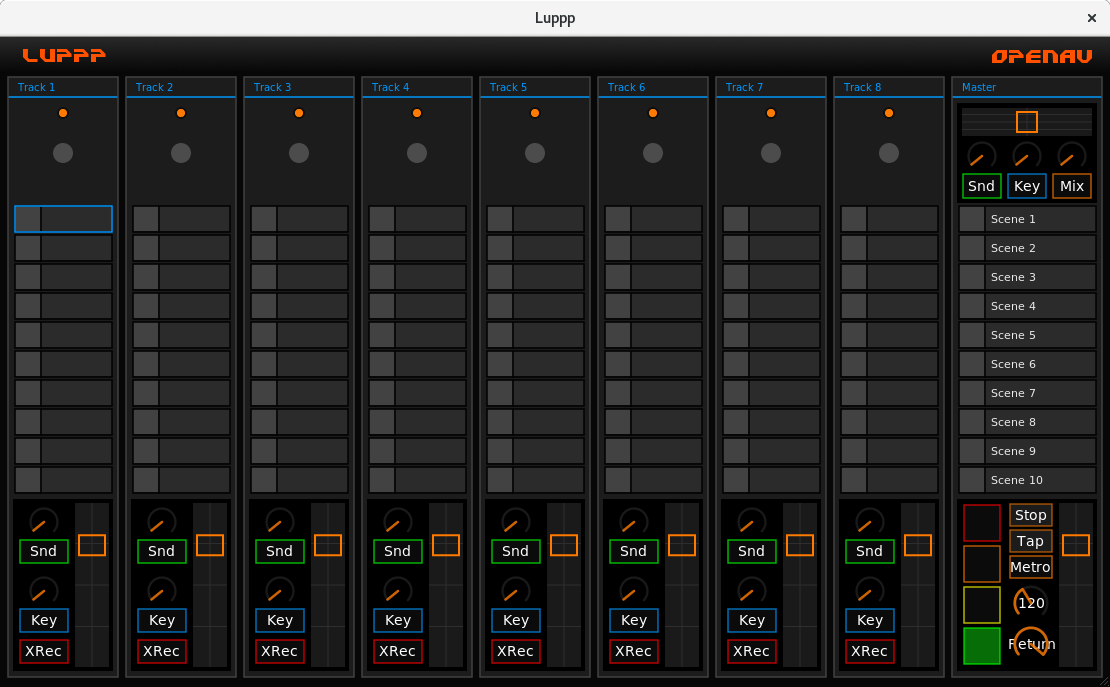 Luppp
LUPPP OPENAV
Track 1 Track 2 Track 3 Track 4 Track 5 Track 6 Track 7 Track 8 Master
Snd Key Mix
Scene 1
Scene 2
Scene 3
Scene 4
Scene 5
Scene 6
Scene 7
Scene 8
Scene 9
Scene 10
Stop
Snd Snd Snd Snd Snd Snd Snd Snd Tap
Metro
120
Key Key Key Key Key Key Key Key
Return
XRec XRec XRec XRec XRec XRec XRec XRec